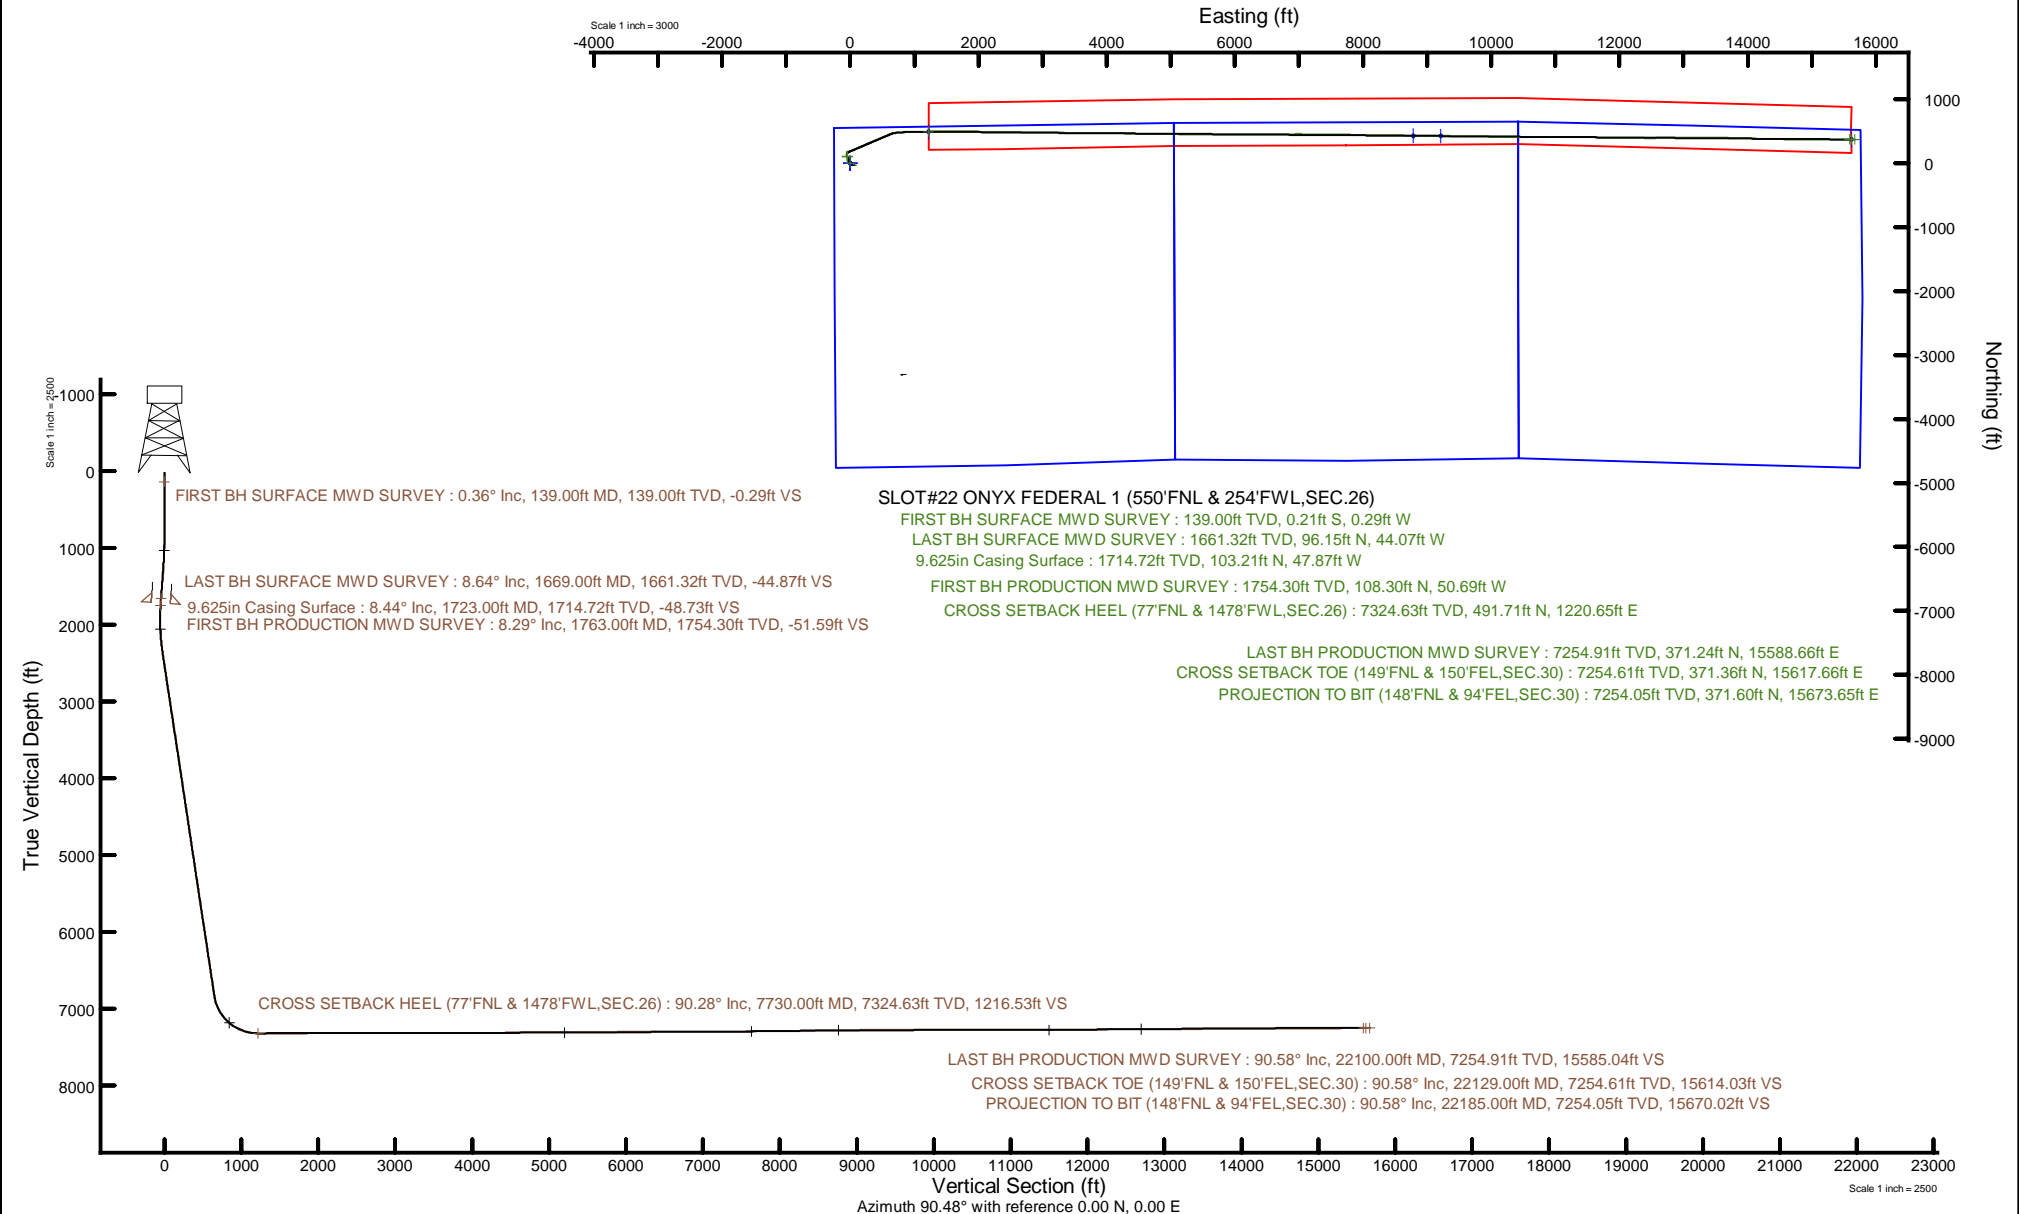 Easting (ft)
Scale 1 inch = 3000
-4000 -2000 0 2000 4000 6000 8000 10000 12000 14000 16000
1000
0
-1000
-2000
-3000
-4000
-5000
-6000
-7000
-8000
-9000
Northing (ft)
SLOT#22 ONYX FEDERAL 1 (550'FNL & 254'FWL,SEC.26)
FIRST BH SURFACE MWD SURVEY : 139.00ft TVD, 0.21ft S, 0.29ft W
LAST BH SURFACE MWD SURVEY : 1661.32ft TVD, 96.15ft N, 44.07ft W
9.625in Casing Surface : 1714.72ft TVD, 103.21ft N, 47.87ft W
FIRST BH PRODUCTION MWD SURVEY : 1754.30ft TVD, 108.30ft N, 50.69ft W
CROSS SETBACK HEEL (77'FNL & 1478'FWL,SEC.26) : 7324.63ft TVD, 491.71ft N, 1220.65ft E
LAST BH PRODUCTION MWD SURVEY : 7254.91ft TVD, 371.24ft N, 15588.66ft E
CROSS SETBACK TOE (149'FNL & 150'FEL,SEC.30) : 7254.61ft TVD, 371.36ft N, 15617.66ft E
PROJECTION TO BIT (148'FNL & 94'FEL,SEC.30) : 7254.05ft TVD, 371.60ft N, 15673.65ft E
Scale 1 inch = 2500
-1000
0
1000
2000
3000
4000
5000
6000
7000
8000
True Vertical Depth (ft)
FIRST BH SURFACE MWD SURVEY : 0.36° Inc, 139.00ft MD, 139.00ft TVD, -0.29ft VS
LAST BH SURFACE MWD SURVEY : 8.64° Inc, 1669.00ft MD, 1661.32ft TVD, -44.87ft VS
9.625in Casing Surface : 8.44° Inc, 1723.00ft MD, 1714.72ft TVD, -48.73ft VS
FIRST BH PRODUCTION MWD SURVEY : 8.29° Inc, 1763.00ft MD, 1754.30ft TVD, -51.59ft VS
CROSS SETBACK HEEL (77'FNL & 1478'FWL,SEC.26) : 90.28° Inc, 7730.00ft MD, 7324.63ft TVD, 1216.53ft VS
LAST BH PRODUCTION MWD SURVEY : 90.58° Inc, 22100.00ft MD, 7254.91ft TVD, 15585.04ft VS
CROSS SETBACK TOE (149'FNL & 150'FEL,SEC.30) : 90.58° Inc, 22129.00ft MD, 7254.61ft TVD, 15614.03ft VS
PROJECTION TO BIT (148'FNL & 94'FEL,SEC.30) : 90.58° Inc, 22185.00ft MD, 7254.05ft TVD, 15670.02ft VS
0 1000 2000 3000 4000 5000 6000 7000 8000 9000 10000 11000 12000 13000 14000 15000 16000 17000 18000 19000 20000 21000 22000 23000
Vertical Section (ft)
Scale 1 inch = 2500
Azimuth 90.48° with reference 0.00 N, 0.00 E